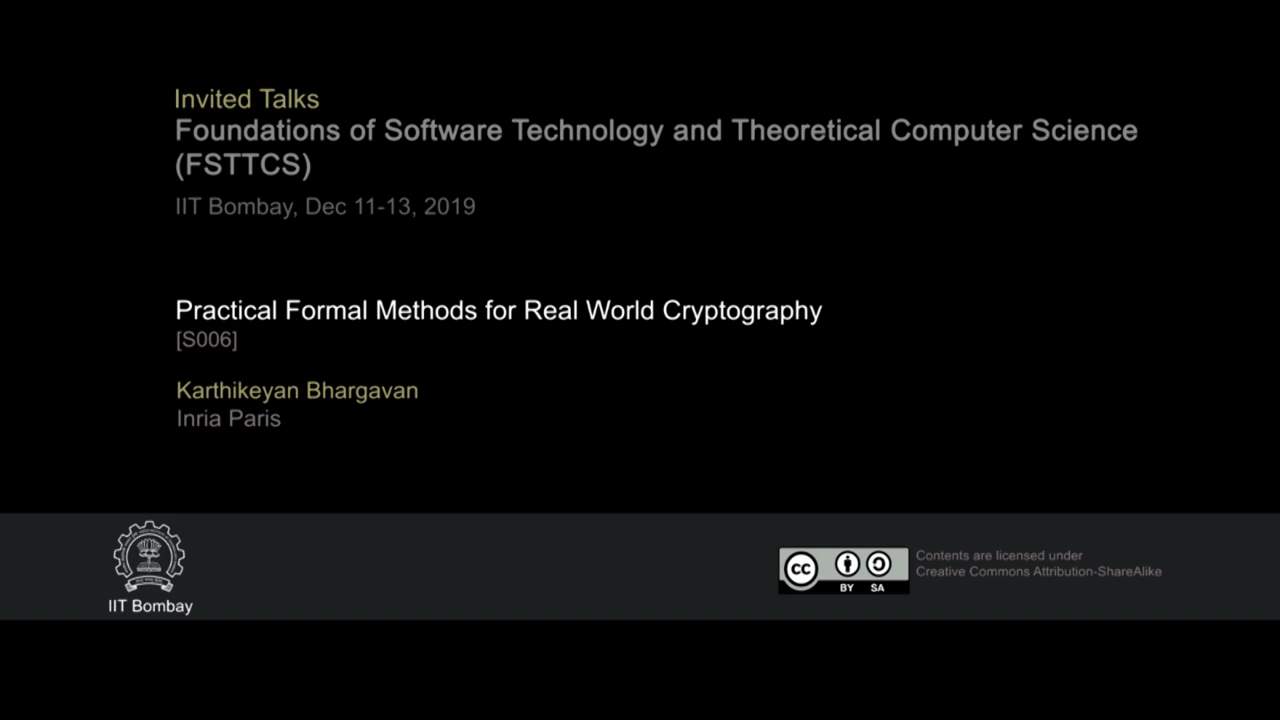 Invited Talks
Foundations of Software Technology and Theoretical Computer Science
(FSTTCS)
IIT Bombay, Dec 11-13, 2019
Practical Formal Methods for Real World Cryptography
[S006]
Karthikeyan Bhargavan
Inria Paris
IIT Bombay
cc
BY SA
Contents are licensed under
Creative Commons Attribution-ShareAlike